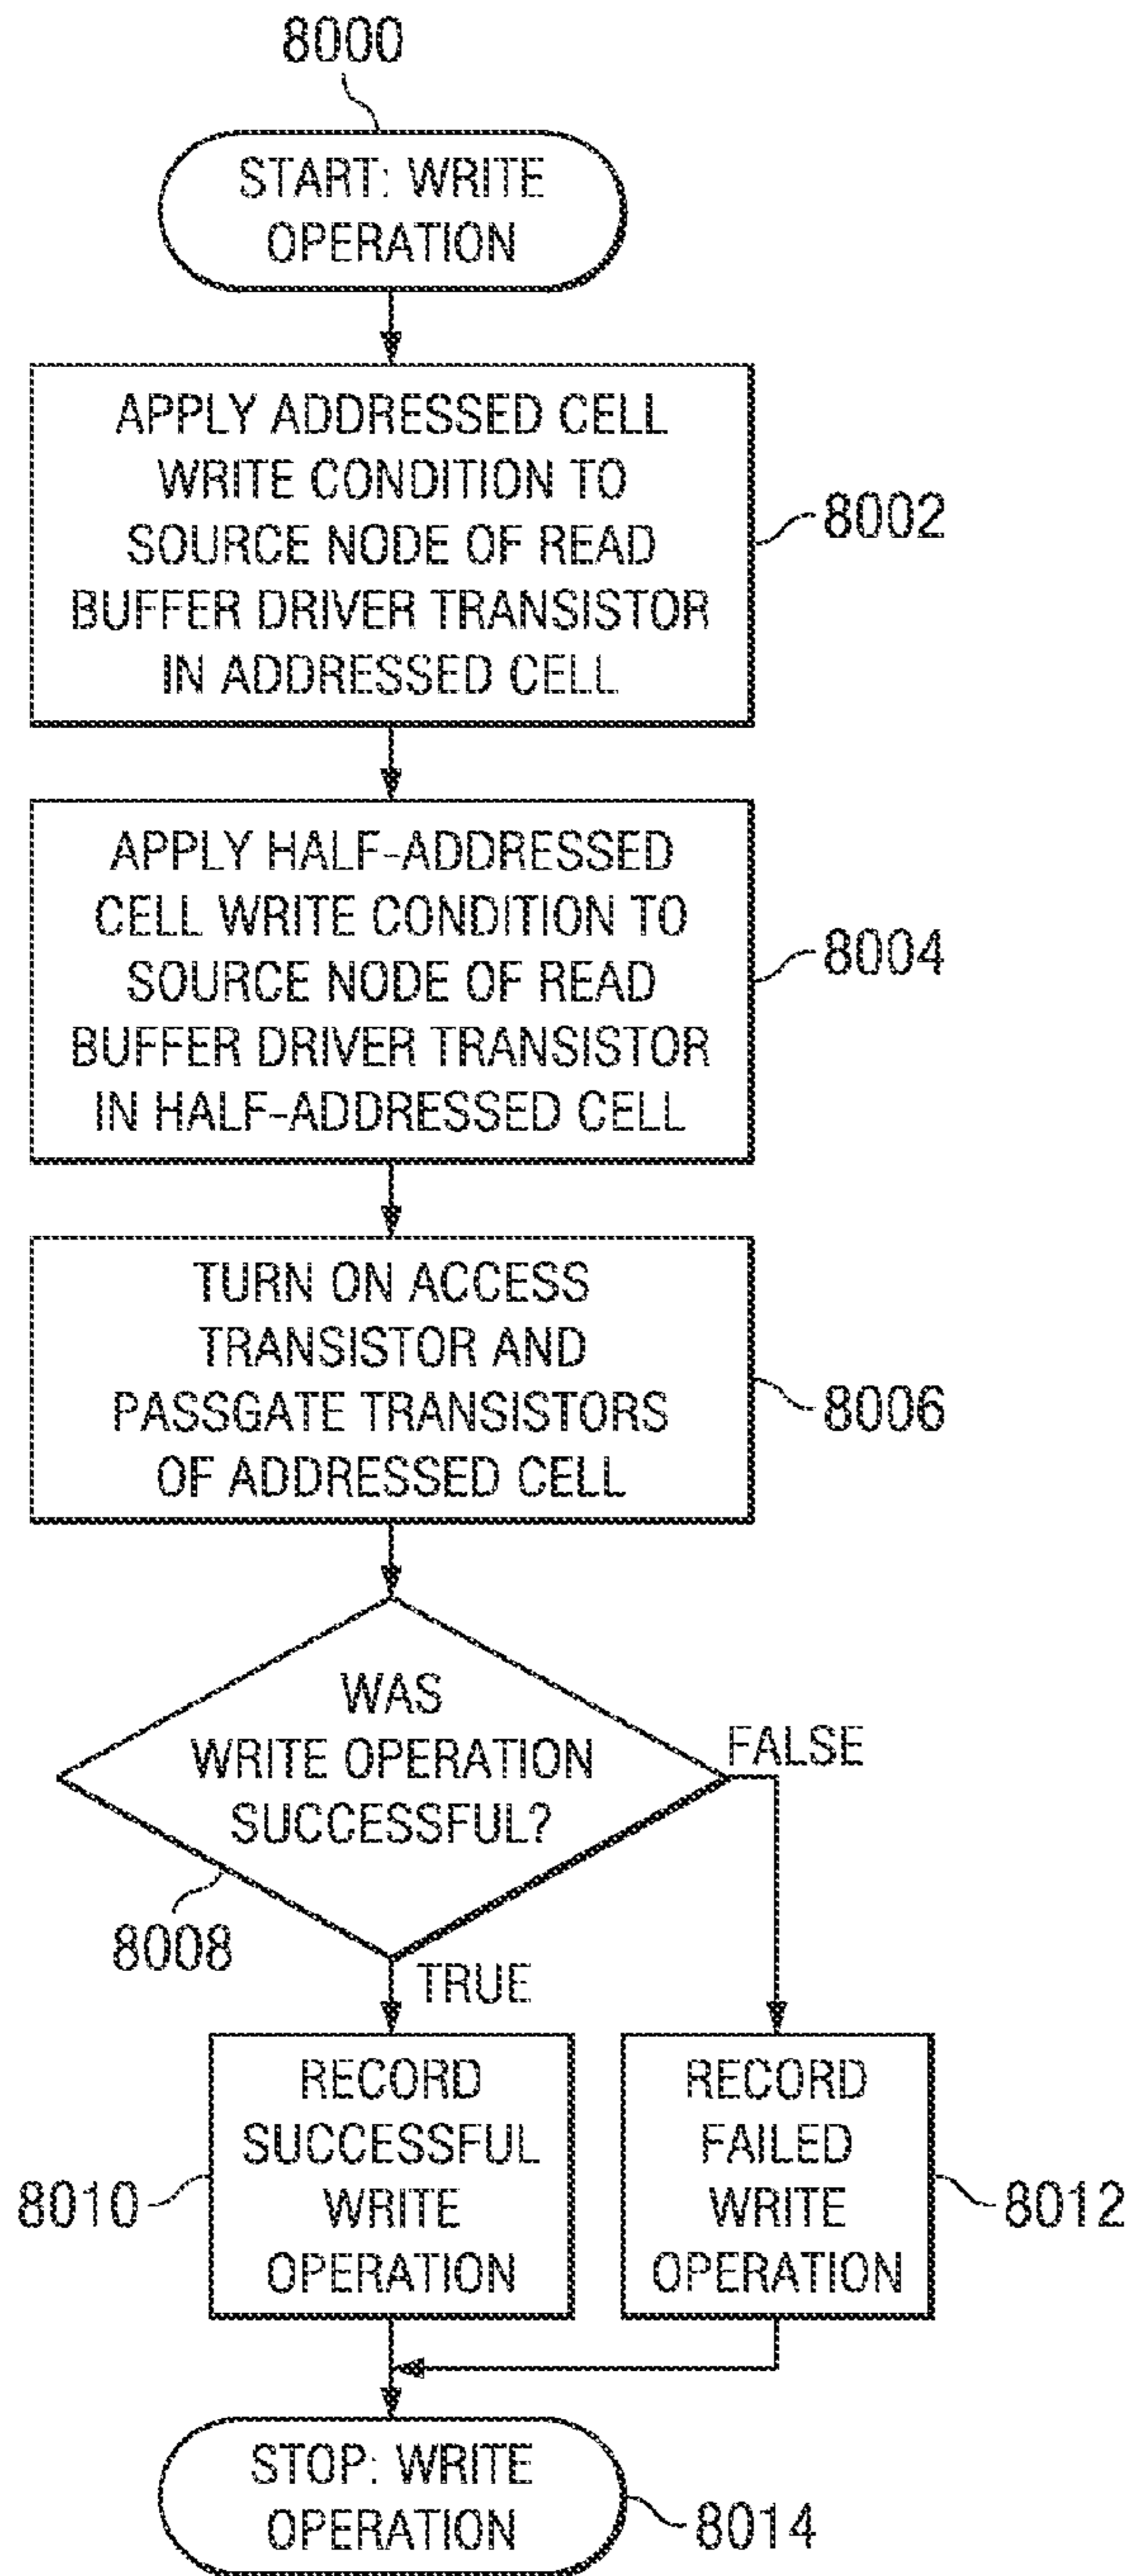 8000
START: WRITE
OPERATION
APPLY ADDRESSED CELL
WRITE CONDITION TO
SOURCE NODE OF READ
BUFFER DRIVER TRANSISTOR
IN ADDRESSED CELL
8002
APPLY HALF-ADDRESSED
CELL WRITE CONDITION TO
SOURCE NODE OF READ
BUFFER DRIVER TRANSISTOR
IN HALF-ADDRESSED CELL
8004
TURN ON ACCESS
TRANSISTOR AND
PASSGATE TRANSISTORS
OF ADDRESSED CELL
8006
WAS
WRITE OPERATION
SUCCESSFUL?
FALSE
8008
TRUE
RECORD
SUCCESSFUL
WRITE
OPERATION
8010
RECORD
FAILED
WRITE
OPERATION
8012
STOP: WRITE
OPERATION
8014